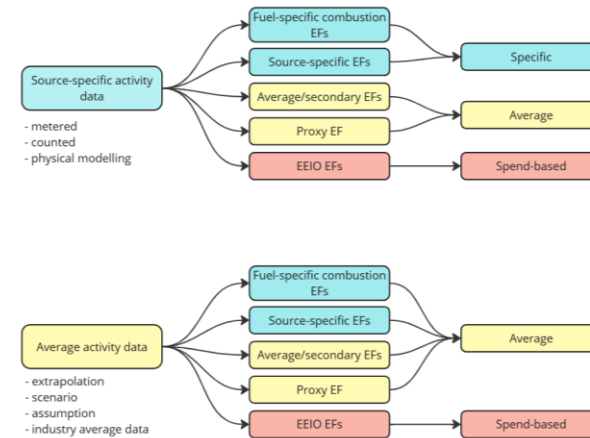 Fuel-specific combustion
EFs
Source-specific activity
data
Source-specific EFs
Specific
Average/secondary EFs
Average
- metered
- counted
- physical modelling
Proxy EF
EEIO EFs
Spend-based
Fuel-specific combustion
EFs
Source-specific EFs
Average activity data
Average/secondary EFs
Average
- extrapolation
- scenario
- assumption
- industry average data
Proxy EF
EEIO EFs
Spend-based